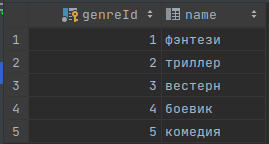 genreId name
1 1 фэнтези
2 2 триллер
3 3 вестерн
4 4 боевик
5 5 комедия